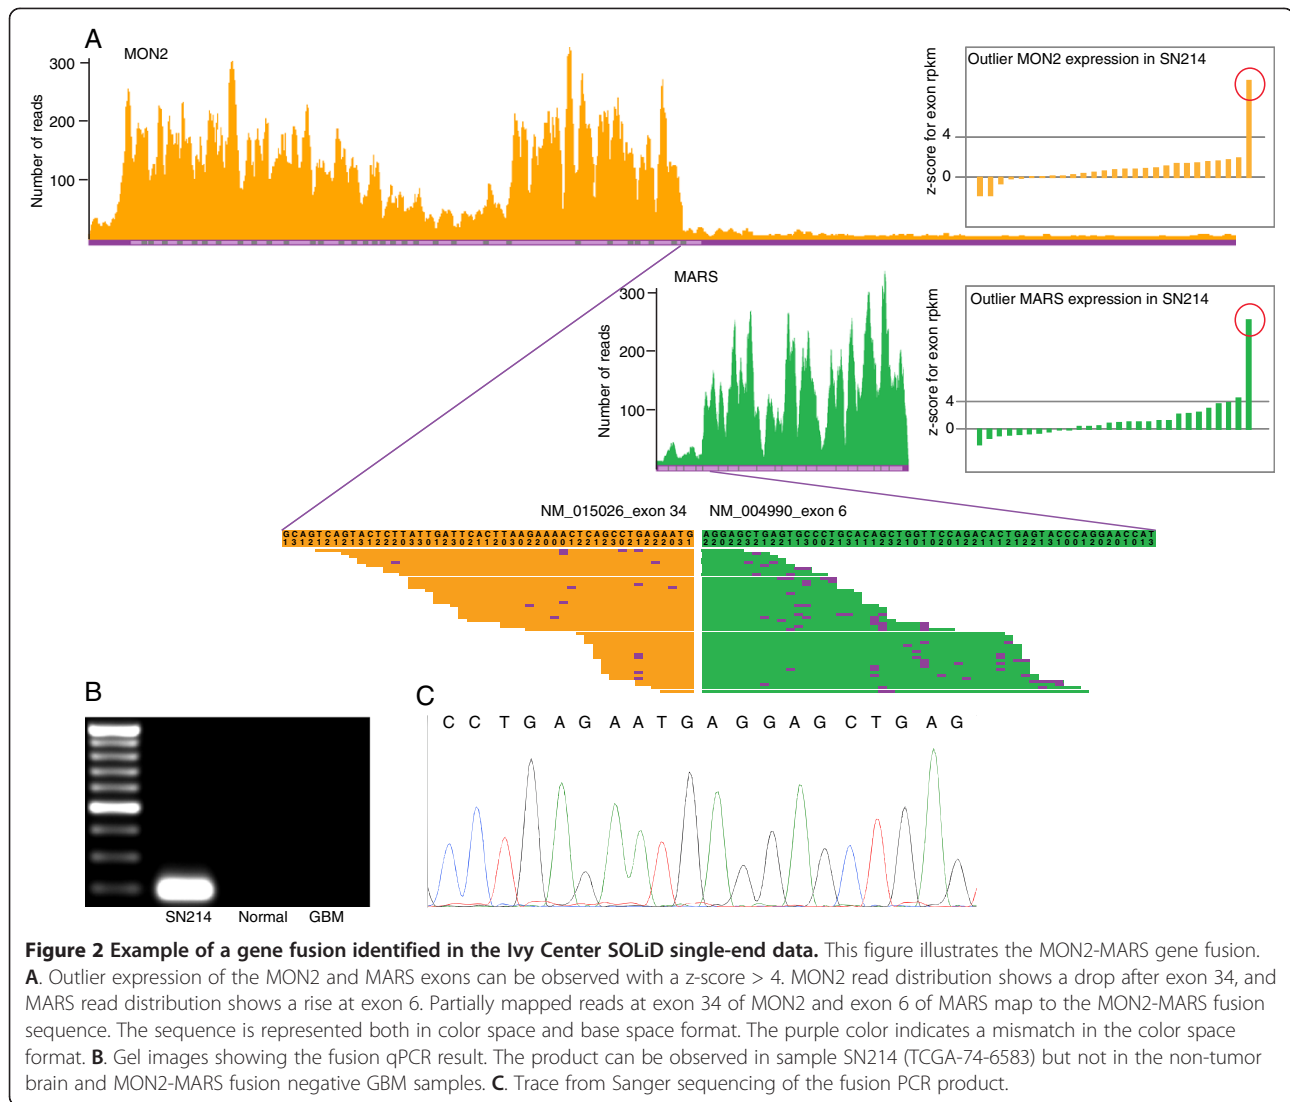 A
MON2
300
200
100
Number of reads
Outlier MON2 expression in SN214
z-score for exon rpkm
4
0
MARS
300
200
100
Number of reads
Outlier MARS expression in SN214
z-score for exon rpkm
4
0
NM_015026_exon 34 NM_004990_exon 6
GCAGTCAGTACTCTTATTGATTCACTTAAGAAAACTCAGCCTGAGAATG AGGAGCTGAGTGCCCTGCACAGCTGGTTCCAGACACTGAGTACCCAGGAACCAT
1312121213122203301230211203022000122123021222031 220223212211300213111232101020122111212213100120201013
B
SN214 Normal GBM
C
C C T G A G A A T G A G G A G C T G A G
Figure 2 Example of a gene fusion identified in the Ivy Center SOLiD single-end data. This figure illustrates the MON2-MARS gene fusion.
A. Outlier expression of the MON2 and MARS exons can be observed with a z-score > 4. MON2 read distribution shows a drop after exon 34, and
MARS read distribution shows a rise at exon 6. Partially mapped reads at exon 34 of MON2 and exon 6 of MARS map to the MON2-MARS fusion
sequence. The sequence is represented both in color space and base space format. The purple color indicates a mismatch in the color space
format. B. Gel images showing the fusion qPCR result. The product can be observed in sample SN214 (TCGA-74-6583) but not in the non-tumor
brain and MON2-MARS fusion negative GBM samples. C. Trace from Sanger sequencing of the fusion PCR product.